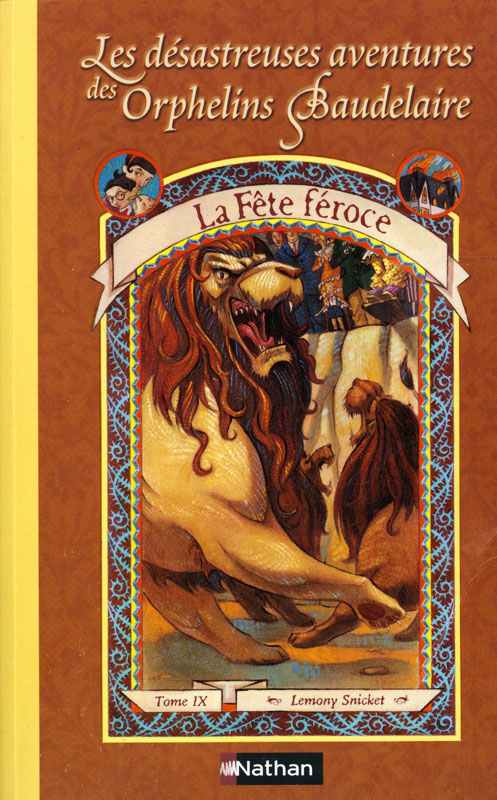 Les désastreuses aventures
des Orphelins Baudelaire
La Fête féroce
Tome IX
Lemony Snicket
Nathan